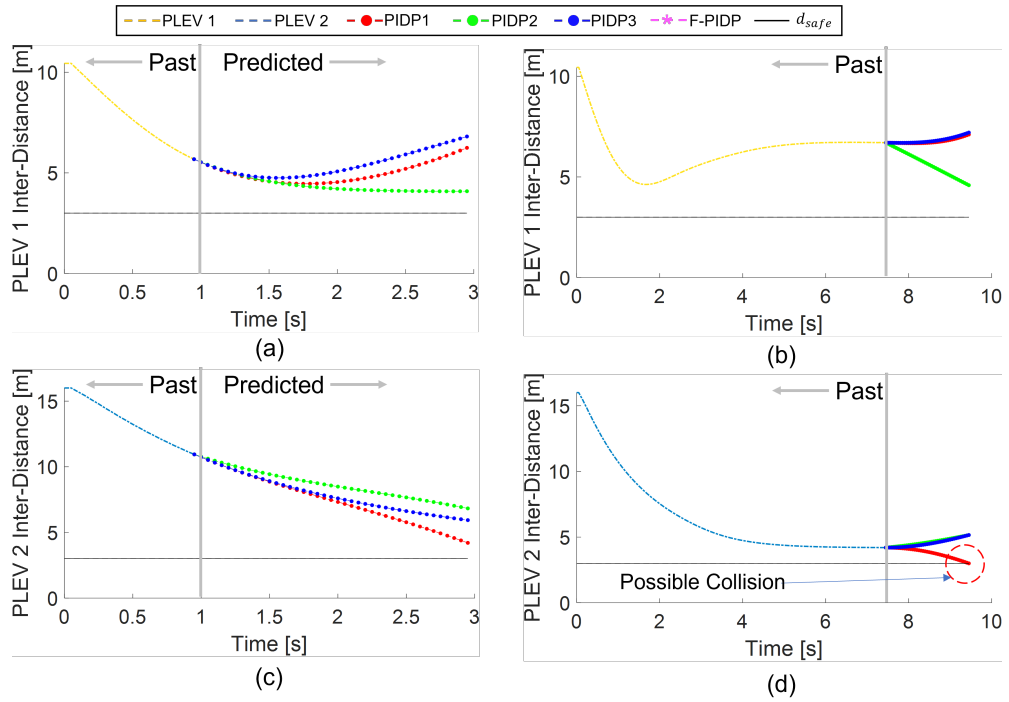 PLEV 1 PLEV 2 PIDP1 PIDP2 PIDP3 F-PIDP d_safe
PLEV 1 Inter-Distance [m]
10
5
0
Past Predicted
0 0.5 1 1.5 2 2.5 3
Time [s]
(a)
PLEV 1 Inter-Distance [m]
10
5
0
Past
0 2 4 6 8 10
Time [s]
(b)
PLEV 2 Inter-Distance [m]
15
10
5
0
Past Predicted
0 0.5 1 1.5 2 2.5 3
Time [s]
(c)
PLEV 2 Inter-Distance [m]
15
10
5
0
Past
Possible Collision
0 2 4 6 8 10
Time [s]
(d)